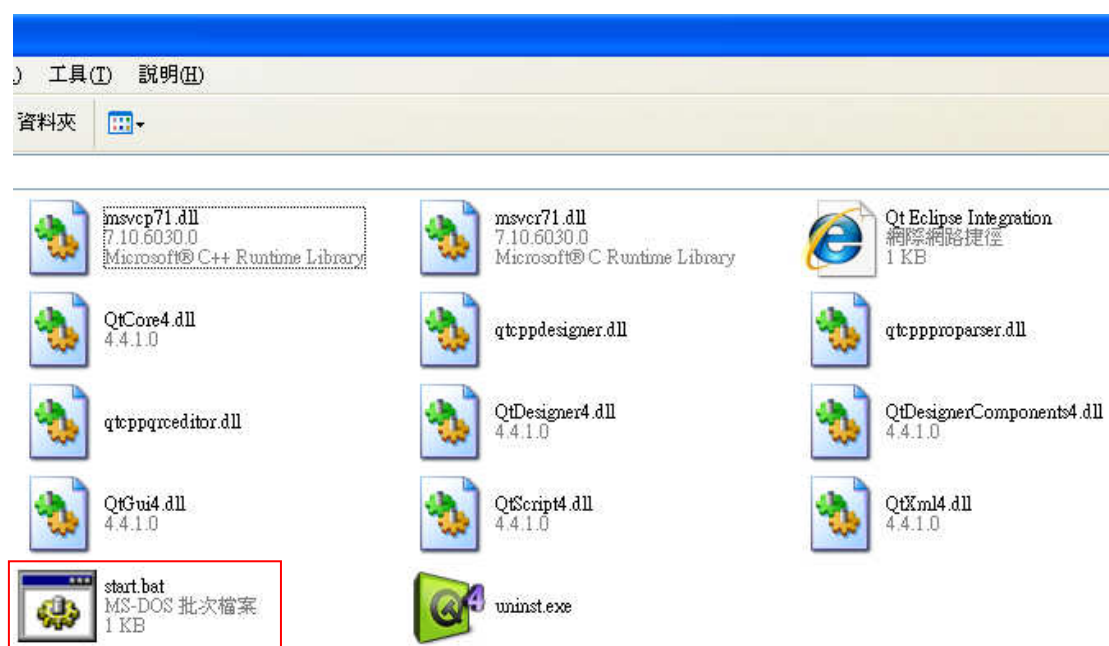 ) 工具(T) 說明(H)
資料夾
msvcp71.dll
7.10.6030.0
Microsoft® C++ Runtime Library
msvcr71.dll
7.10.6030.0
Microsoft® C Runtime Library
Qt Eclipse Integration
網際網路捷徑
1 KB
QtCore4.dll
4.4.1.0
qtcppdesigner.dll
qtcppproparser.dll
qtcppqrceditor.dll
QtDesigner4.dll
4.4.1.0
QtDesignerComponents4.dll
4.4.1.0
QtGui4.dll
4.4.1.0
QtScript4.dll
4.4.1.0
QtXml4.dll
4.4.1.0
start.bat
MS-DOS 批次檔案
1 KB
4
uninst.exe